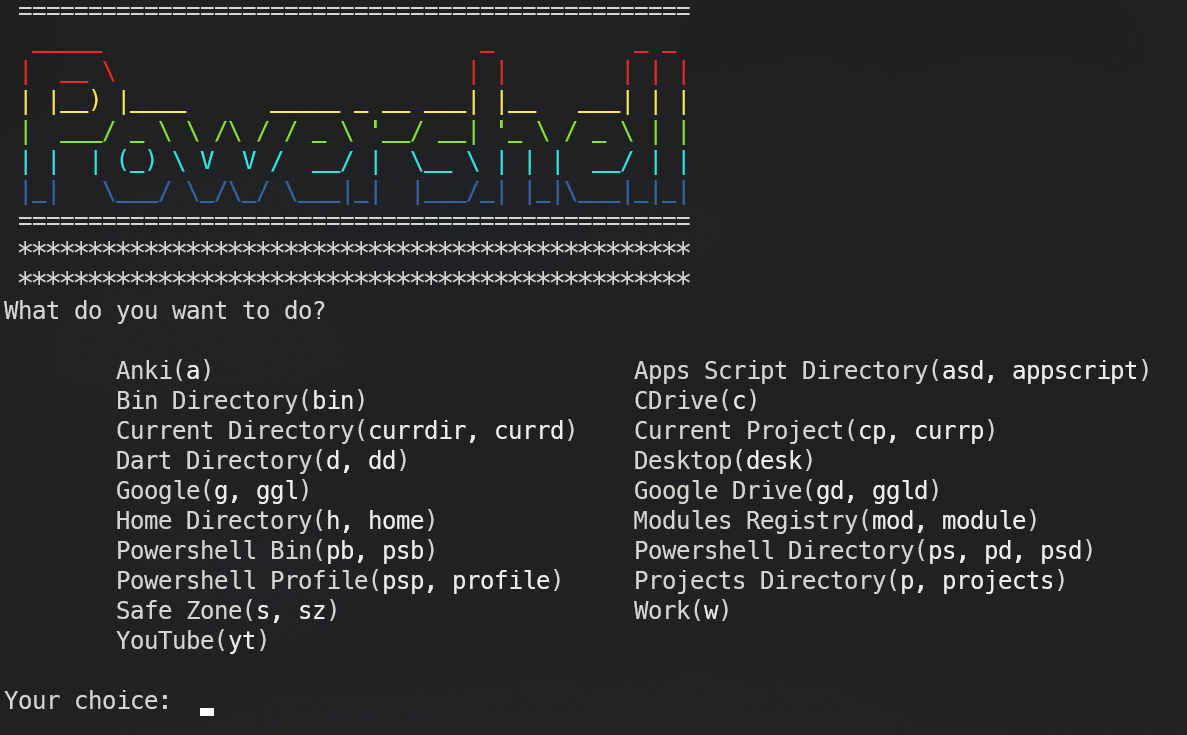 ================================================
Powershell
================================================
************************************************
************************************************
What do you want to do?
Anki(a) Apps Script Directory(asd, appscript)
Bin Directory(bin) CDrive(c)
Current Directory(currdir, currd) Current Project(cp, currp)
Dart Directory(d, dd) Desktop(desk)
Google(g, ggl) Google Drive(gd, ggld)
Home Directory(h, home) Modules Registry(mod, module)
Powershell Bin(pb, psb) Powershell Directory(ps, pd, psd)
Powershell Profile(psp, profile) Projects Directory(p, projects)
Safe Zone(s, sz) Work(w)
YouTube(yt)
Your choice: